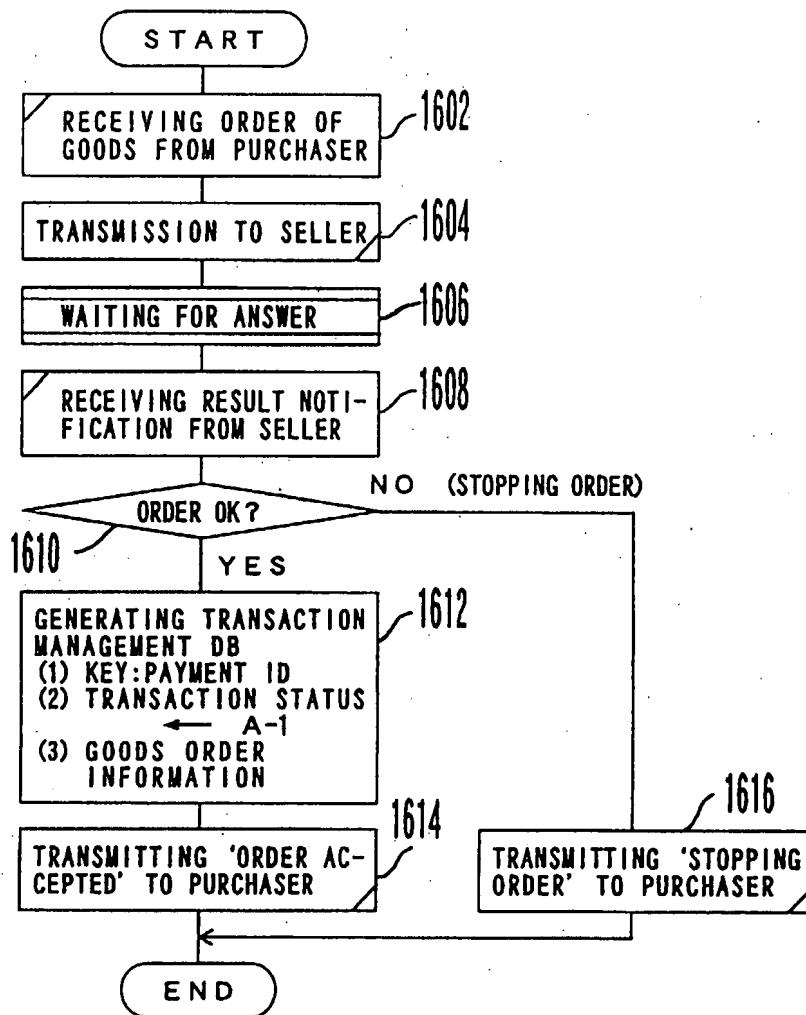 START
RECEIVING ORDER OF
GOODS FROM PURCHASER
1602
TRANSMISSION TO SELLER
1604
WAITING FOR ANSWER
1606
RECEIVING RESULT NOTI-
FICATION FROM SELLER
1608
ORDER OK?
NO (STOPPING ORDER)
1610
YES
GENERATING TRANSACTION
MANAGEMENT DB
(1) KEY:PAYMENT ID
(2) TRANSACTION STATUS
← A-1
(3) GOODS ORDER
INFORMATION
1612
TRANSMITTING 'ORDER AC-
CEPTED' TO PURCHASER
1614
TRANSMITTING 'STOPPING
ORDER' TO PURCHASER
1616
END